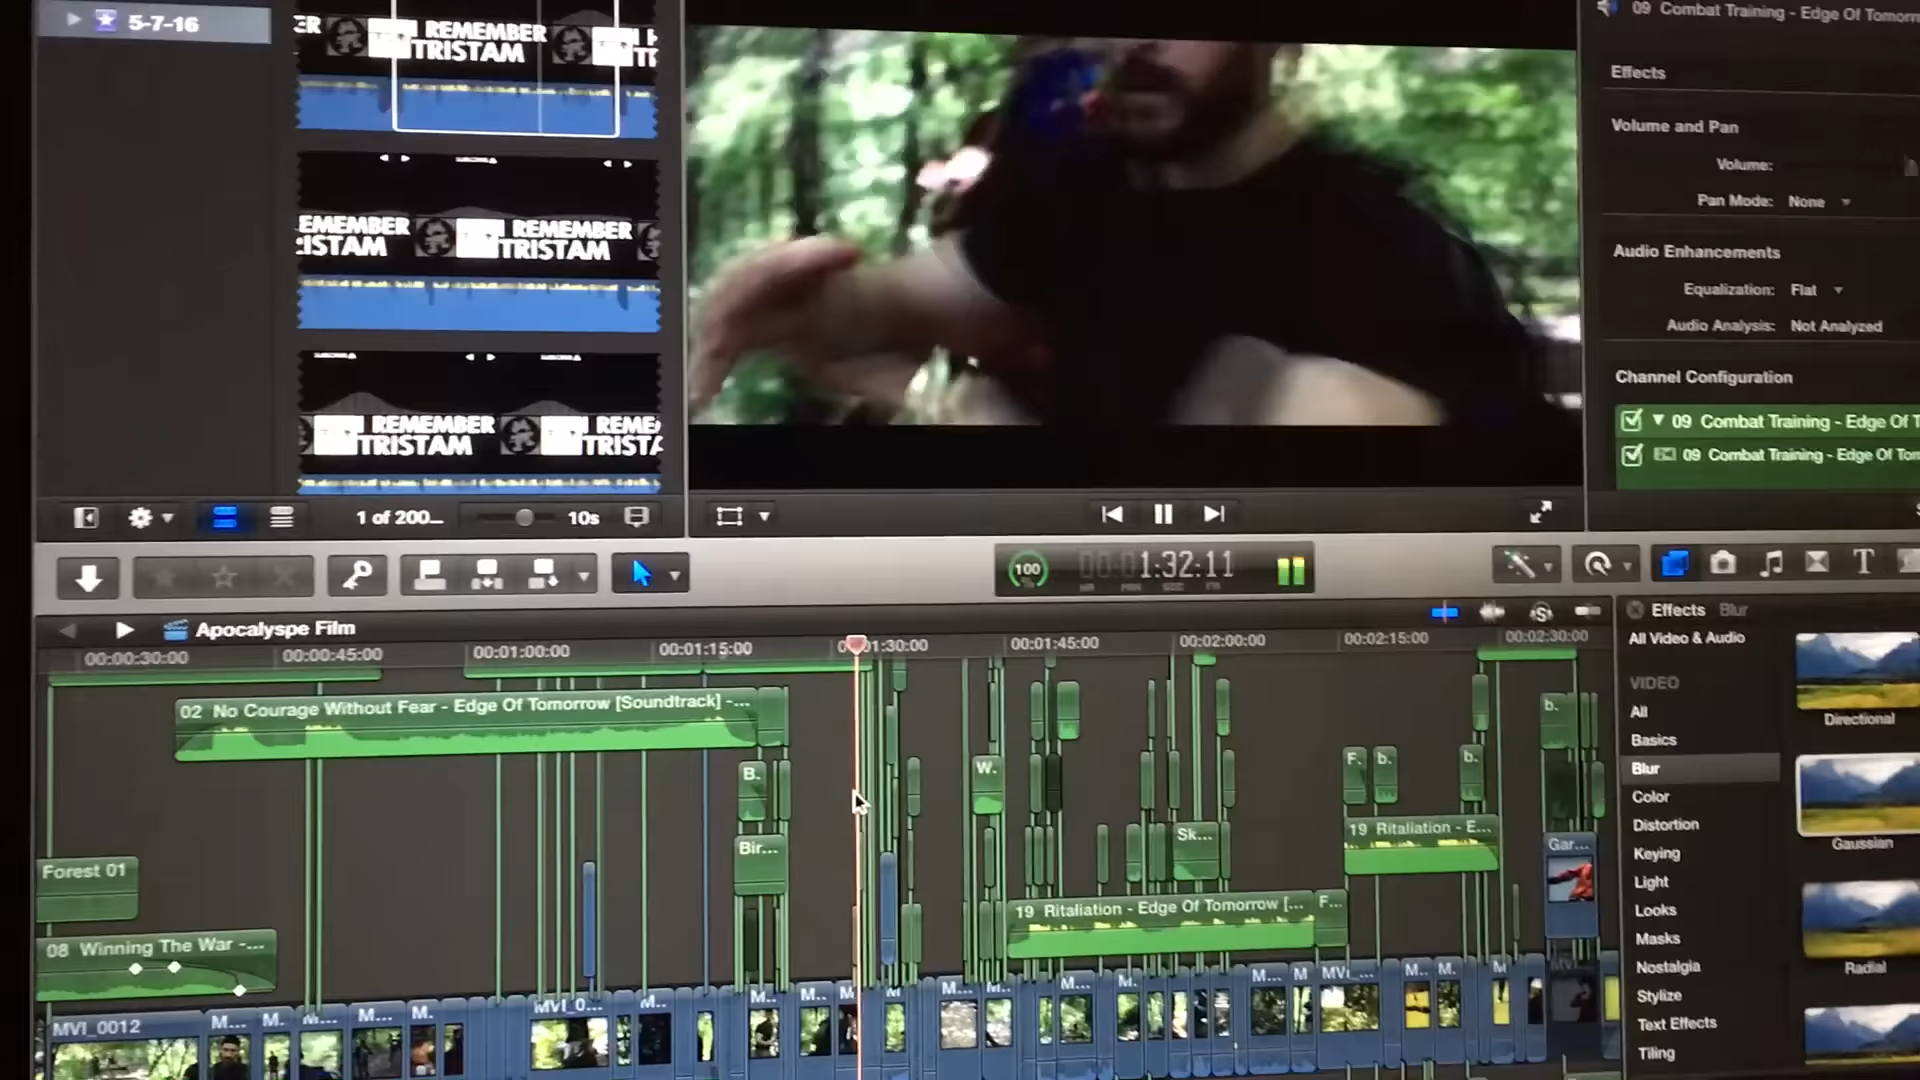 5-7-16
ER
REMEMBER
TRISTAM
EMEMBER
REMEMBER
TRISTAM
REMEMBER
TRISTAM
1 of 200...
10s
09 Combat Training - Edge Of Tomorr
Effects
Volume and Pan
Volume:
Pan Mode: None
Audio Enhancements
Equalization: Flat
Audio Analysis: Not Analyzed
Channel Configuration
09 Combat Training - Edge Of T
09 Combat Training - Edge Of Tom
100
%
1:32:11
Apocalyspe Film
00:00:30:00
00:00:45:00
00:01:00:00
00:01:15:00
01:30:00
00:01:45:00
00:02:00:00
00:02:15:00
00:02:30:00
02 No Courage Without Fear - Edge Of Tomorrow [Soundtrack] -...
B.
W.
F.
b.
b.
b.
Bir...
Sk...
19 Ritaliation - E...
Gar...
Forest 01
19 Ritaliation - Edge Of Tomorrow [...
F...
08 Winning The War -...
MVI_0012
M...
M.
M...
M...
M.
MVI_0...
M..
M..
M..
M
M
M...
M..
M...
M.
M...
M
MVI_...
M..
M.
M
Effects
Blur
All Video & Audio
VIDEO
All
Basics
Blur
Color
Distortion
Keying
Light
Looks
Masks
Nostalgia
Stylize
Text Effects
Tiling
Directional
Gaussian
Radial